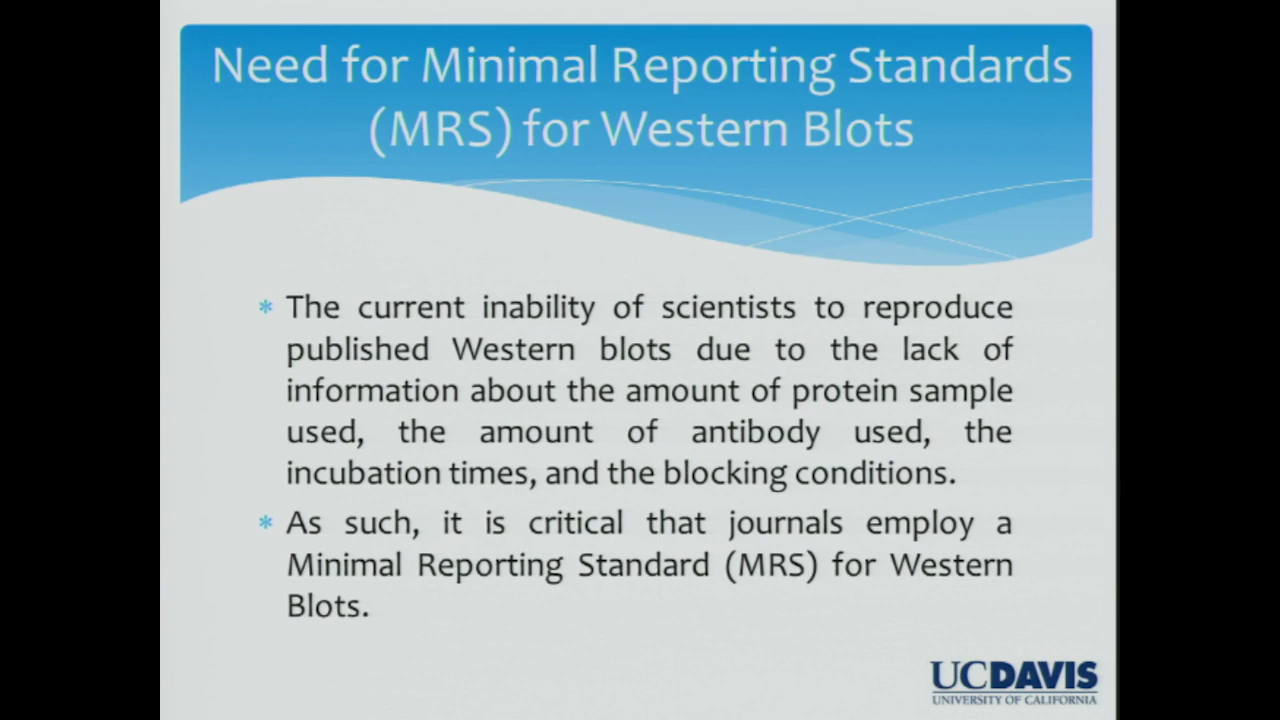 Need for Minimal Reporting Standards
(MRS) for Western Blots
* The current inability of scientists to reproduce
published Western blots due to the lack of
information about the amount of protein sample
used, the amount of antibody used, the
incubation times, and the blocking conditions.
* As such, it is critical that journals employ a
Minimal Reporting Standard (MRS) for Western
Blots.
UCDAVIS
UNIVERSITY OF CALIFORNIA